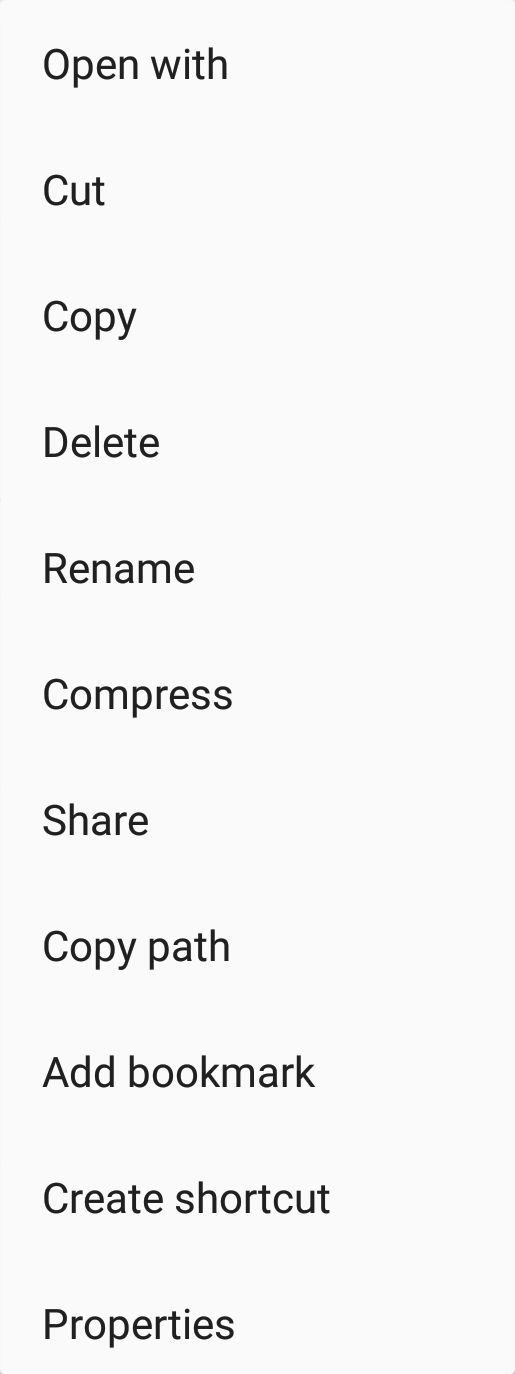 Open with
Cut
Copy
Delete
Rename
Compress
Share
Copy path
Add bookmark
Create shortcut
Properties